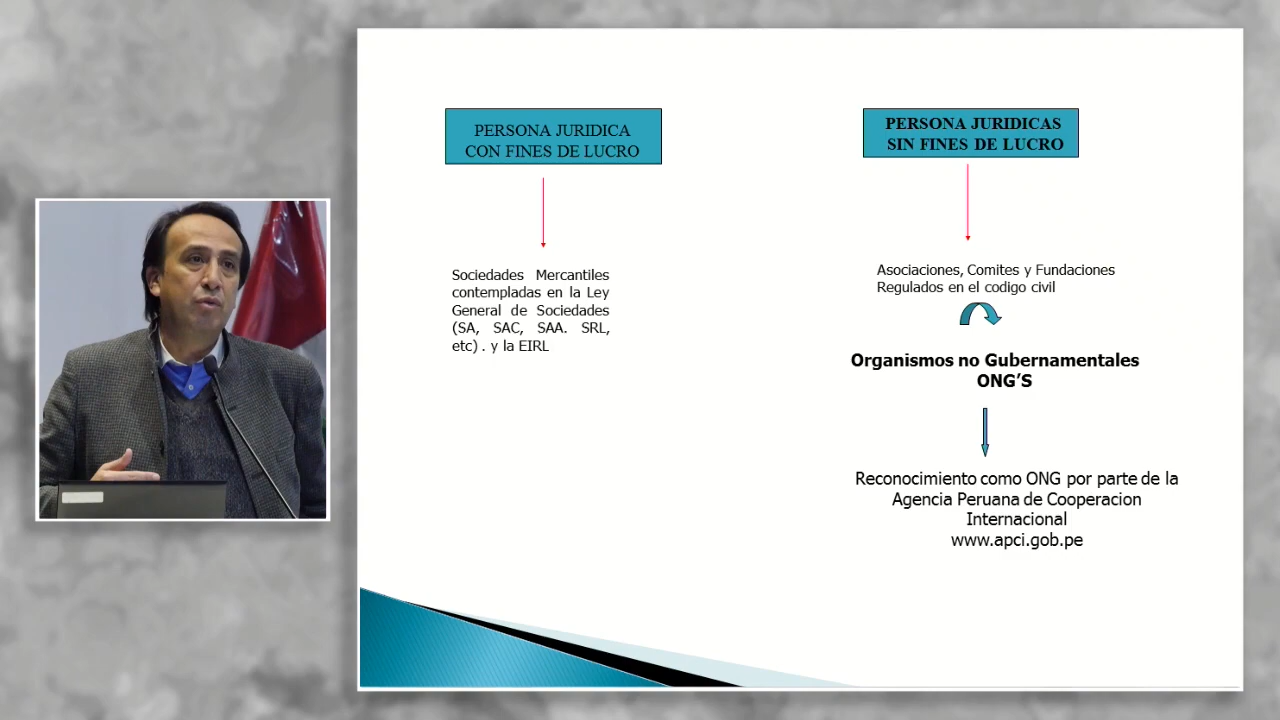 PERSONA JURIDICA
CON FINES DE LUCRO
Sociedades Mercantiles
contempladas en la Ley
General de Sociedades
(SA, SAC, SAA. SRL,
etc) . y la EIRL
PERSONA JURIDICAS
SIN FINES DE LUCRO
Asociaciones, Comites y Fundaciones
Regulados en el codigo civil
Organismos no Gubernamentales
ONG’S
Reconocimiento como ONG por parte de la
Agencia Peruana de Cooperacion
Internacional
www.apci.gob.pe